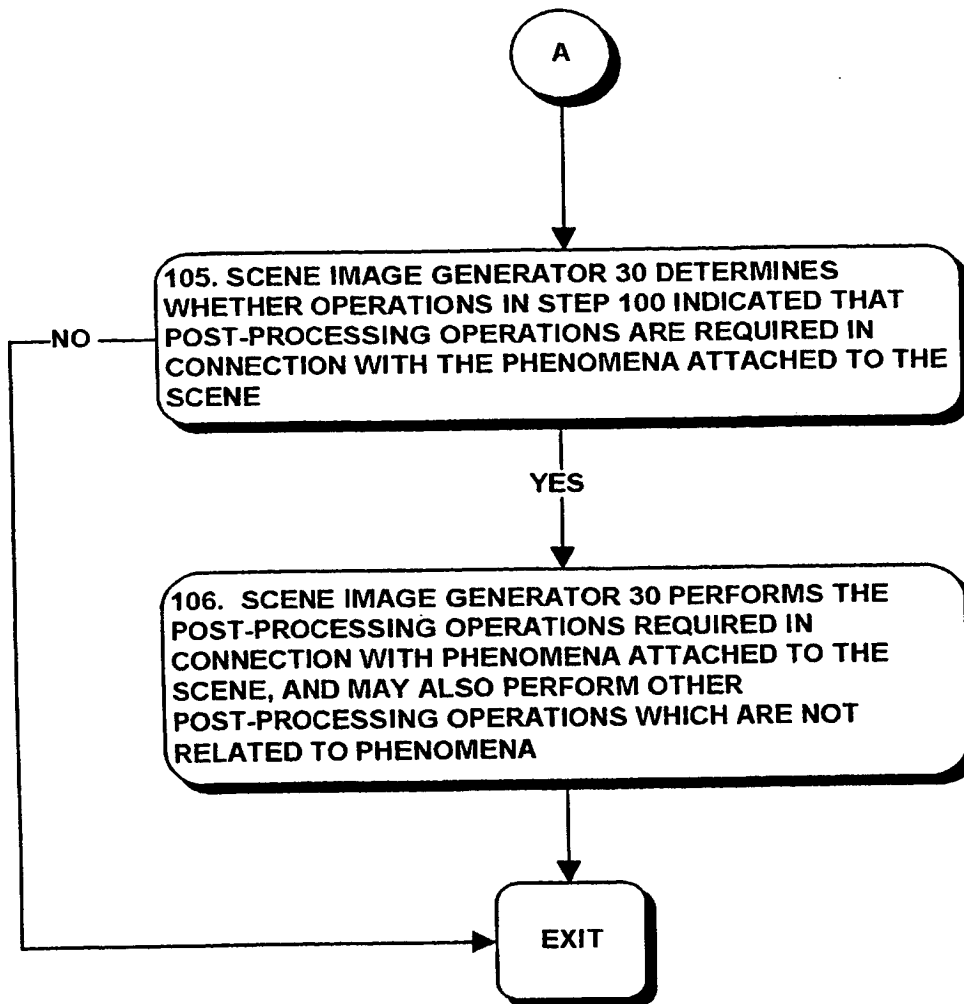 A
105. SCENE IMAGE GENERATOR 30 DETERMINES
WHETHER OPERATIONS IN STEP 100 INDICATED THAT
POST-PROCESSING OPERATIONS ARE REQUIRED IN
CONNECTION WITH THE PHENOMENA ATTACHED TO THE
SCENE
NO
YES
106. SCENE IMAGE GENERATOR 30 PERFORMS THE
POST-PROCESSING OPERATIONS REQUIRED IN
CONNECTION WITH PHENOMENA ATTACHED TO THE
SCENE, AND MAY ALSO PERFORM OTHER
POST-PROCESSING OPERATIONS WHICH ARE NOT
RELATED TO PHENOMENA
EXIT